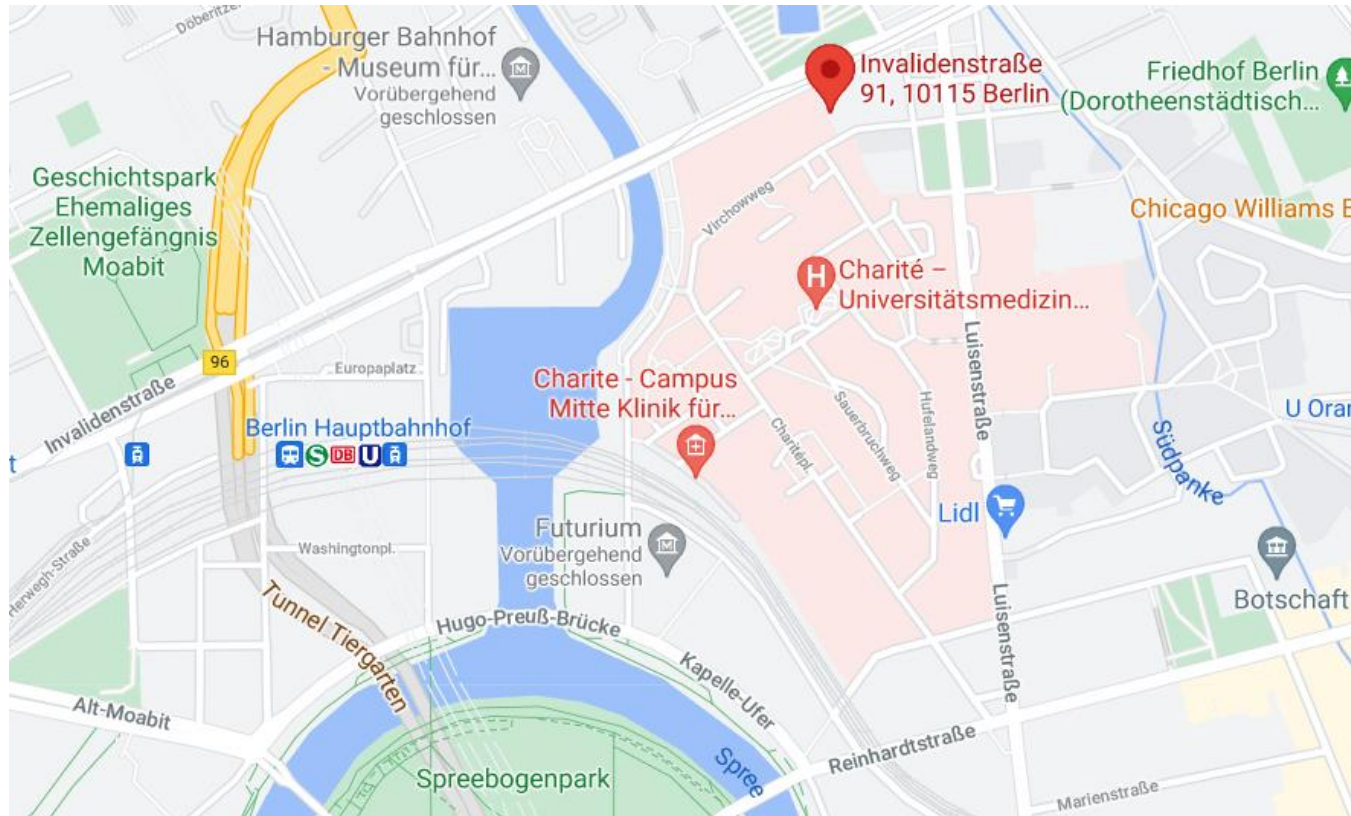 Döberitzer
Hamburger Bahnhof
- Museum für...
Vorübergehend
geschlossen
Invalidenstraße
91, 10115 Berlin
Friedhof Berlin
(Dorotheenstädtisch...
Geschichtspark
Ehemaliges
Zellengefängnis
Moabit
Virchowweg
Chicago Williams B
H
Charité –
Universitätsmedizin...
96
Europaplatz
Luisenstraße
Invalidenstraße
Charite - Campus
Mitte Klinik für...
Sauerbruchweg
Hufelandweg
U Oran
t
Berlin Hauptbahnhof
S
DB
U
Charitépl.
Südpanke
Lidl
Futurium
Vorübergehend
geschlossen
Washingtonpl.
Herwegh-Straße
Tunnel Tiergarten
Hugo-Preuß-Brücke
Luisenstraße
Botschaft
Kapelle-Ufer
Alt-Moabit
Reinhardtstraße
Spree
Spreebogenpark
Marienstraße